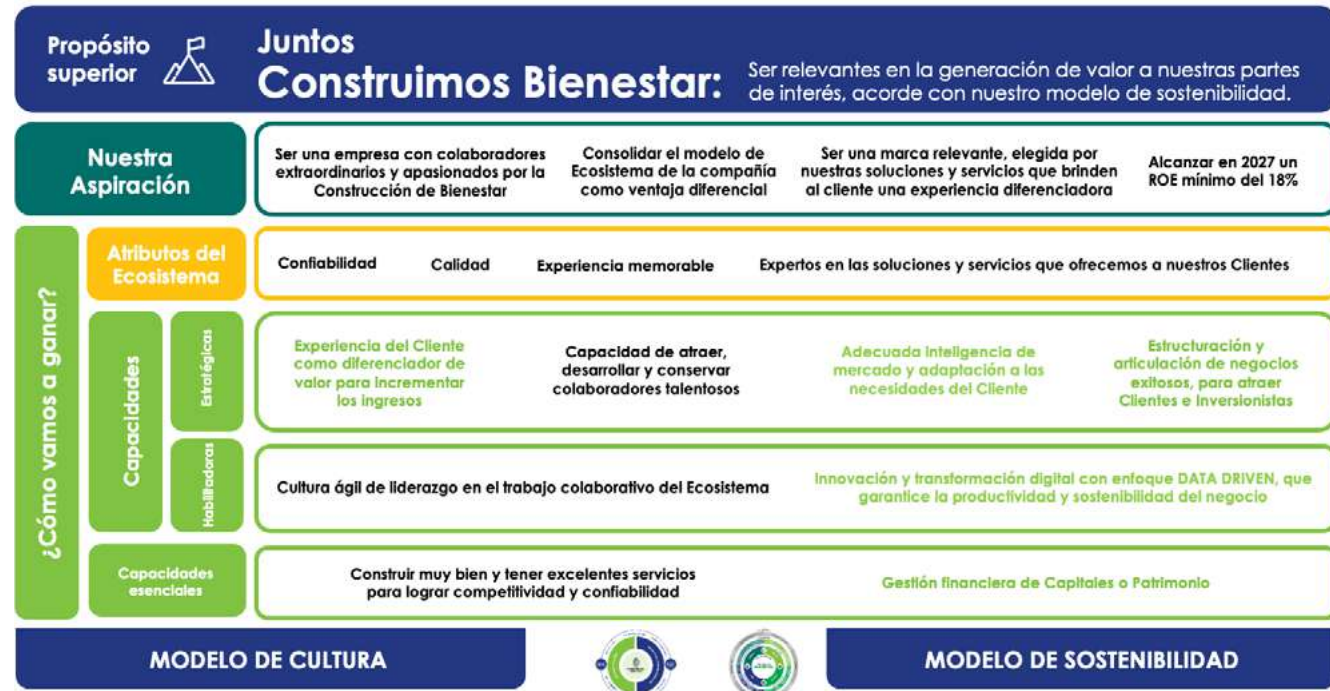 Propósito
superior
Juntos
Construimos Bienestar:
Ser relevantes en la generación de valor a nuestras partes
de interés, acorde con nuestro modelo de sostenibilidad.
Nuestra
Aspiración
Ser una empresa con colaboradores
extraordinarios y apasionados por la
Construcción de Bienestar
Consolidar el modelo de
Ecosistema de la compañía
como ventaja diferencial
Ser una marca relevante, elegida por
nuestras soluciones y servicios que brinden
al cliente una experiencia diferenciadora
Alcanzar en 2027 un
ROE mínimo del 18%
¿Cómo vamos a ganar?
Atributos del
Ecosistema
Confiabilidad
Calidad
Experiencia memorable
Expertos en las soluciones y servicios que ofrecemos a nuestros Clientes
Capacidades
Estratégicas
Experiencia del Cliente
como diferenciador de
valor para incrementar
los ingresos
Capacidad de atraer,
desarrollar y conservar
colaboradores talentosos
Adecuada inteligencia de
mercado y adaptación a las
necesidades del Cliente
Estructuración y
articulación de negocios
exitosos, para atraer
Clientes e Inversionistas
Habilitadoras
Cultura ágil de liderazgo en el trabajo colaborativo del Ecosistema
Innovación y transformación digital con enfoque DATA DRIVEN, que
garantice la productividad y sostenibilidad del negocio
Capacidades
esenciales
Construir muy bien y tener excelentes servicios
para lograr competitividad y confiabilidad
Gestión financiera de Capitales o Patrimonio
MODELO DE CULTURA
MODELO DE SOSTENIBILIDAD